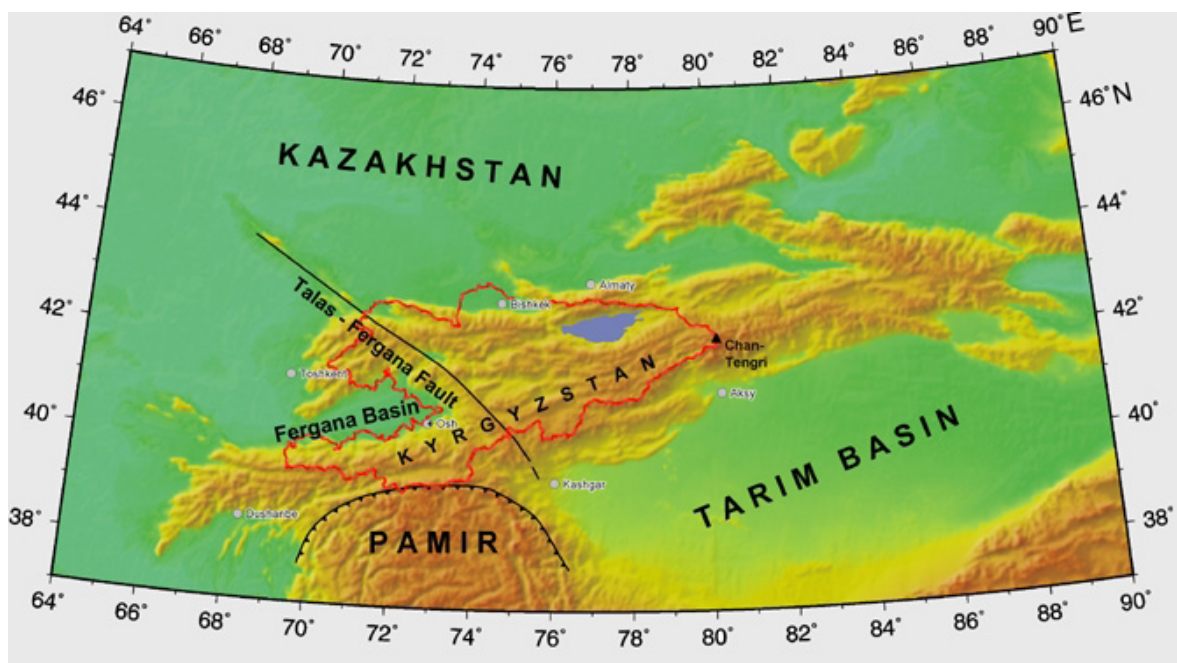 64˚ 66˚ 68˚ 70˚ 72˚ 74˚ 76˚ 78˚ 80˚ 82˚ 84˚ 86˚ 88˚ 90˚E
46˚ 46˚N
KAZAKHSTAN
44˚ 44˚
Almaty
42˚ Bishkek 42˚
Talas - Fergana Fault
Chan-
Tengri
Toshkent
KYRGYZSTAN
Aksy
40˚ Fergana Basin 40˚
Osh
TARIM BASIN
Kashgar
38˚ Dushanbe 38˚
PAMIR
64˚ 66˚ 68˚ 70˚ 72˚ 74˚ 76˚ 78˚ 80˚ 82˚ 84˚ 86˚ 88˚ 90˚